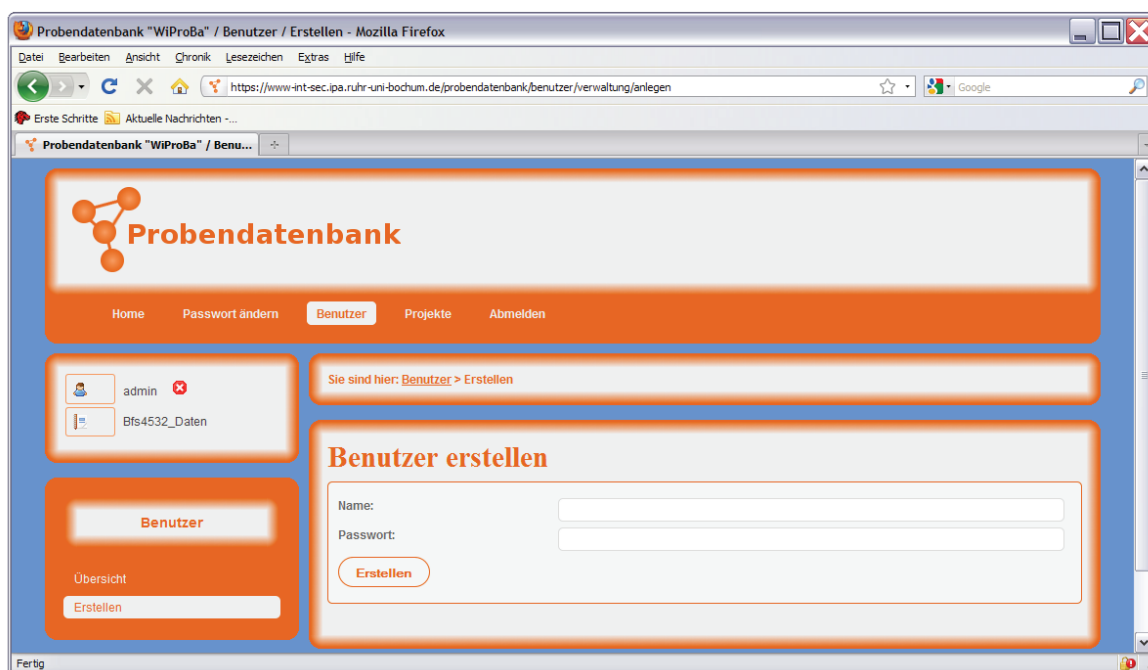 Probendatenbank "WiProBa" / Benutzer / Erstellen - Mozilla Firefox
Datei Bearbeiten Ansicht Chronik Lesezeichen Extras Hilfe
https://www-int-sec.ipa.ruhr-uni-bochum.de/probendatenbank/benutzer/verwaltung/anlegen
Google
Erste Schritte Aktuelle Nachrichten -...
Probendatenbank "WiProBa" / Benu...
Probendatenbank
Home Passwort ändern Benutzer Projekte Abmelden
admin
Bfs4532_Daten
Sie sind hier: Benutzer > Erstellen
Benutzer erstellen
Name:
Passwort:
Erstellen
Benutzer
Übersicht
Erstellen
Fertig